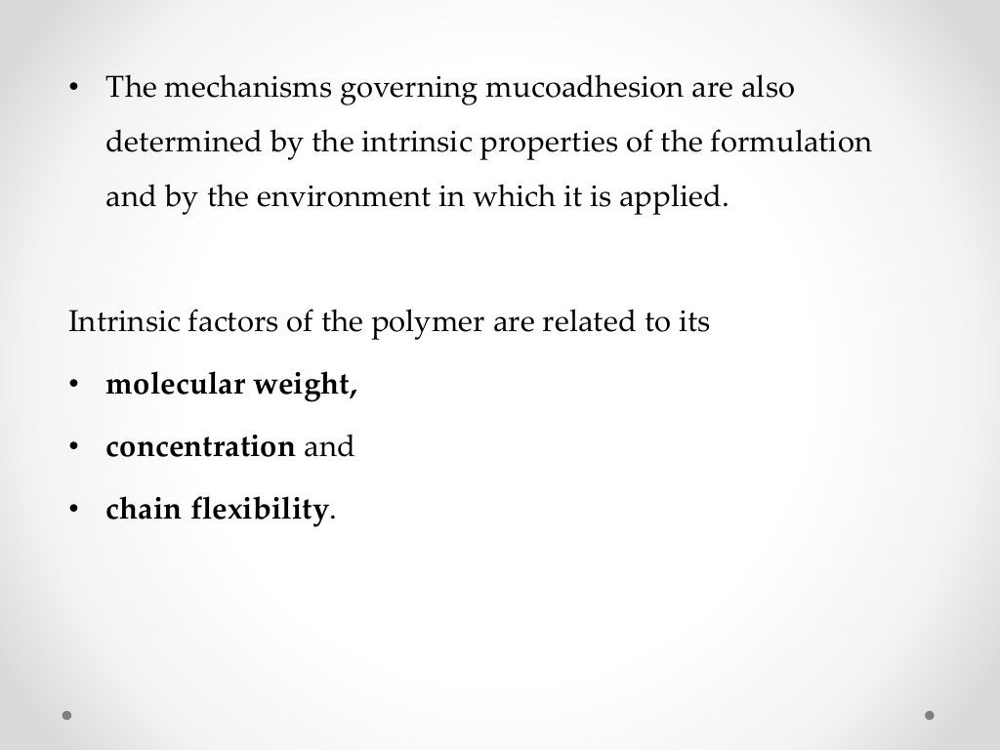 • The mechanisms governing mucoadhesion are also
determined by the intrinsic properties of the formulation
and by the environment in which it is applied.
Intrinsic factors of the polymer are related to its
• molecular weight,
• concentration and
• chain flexibility.